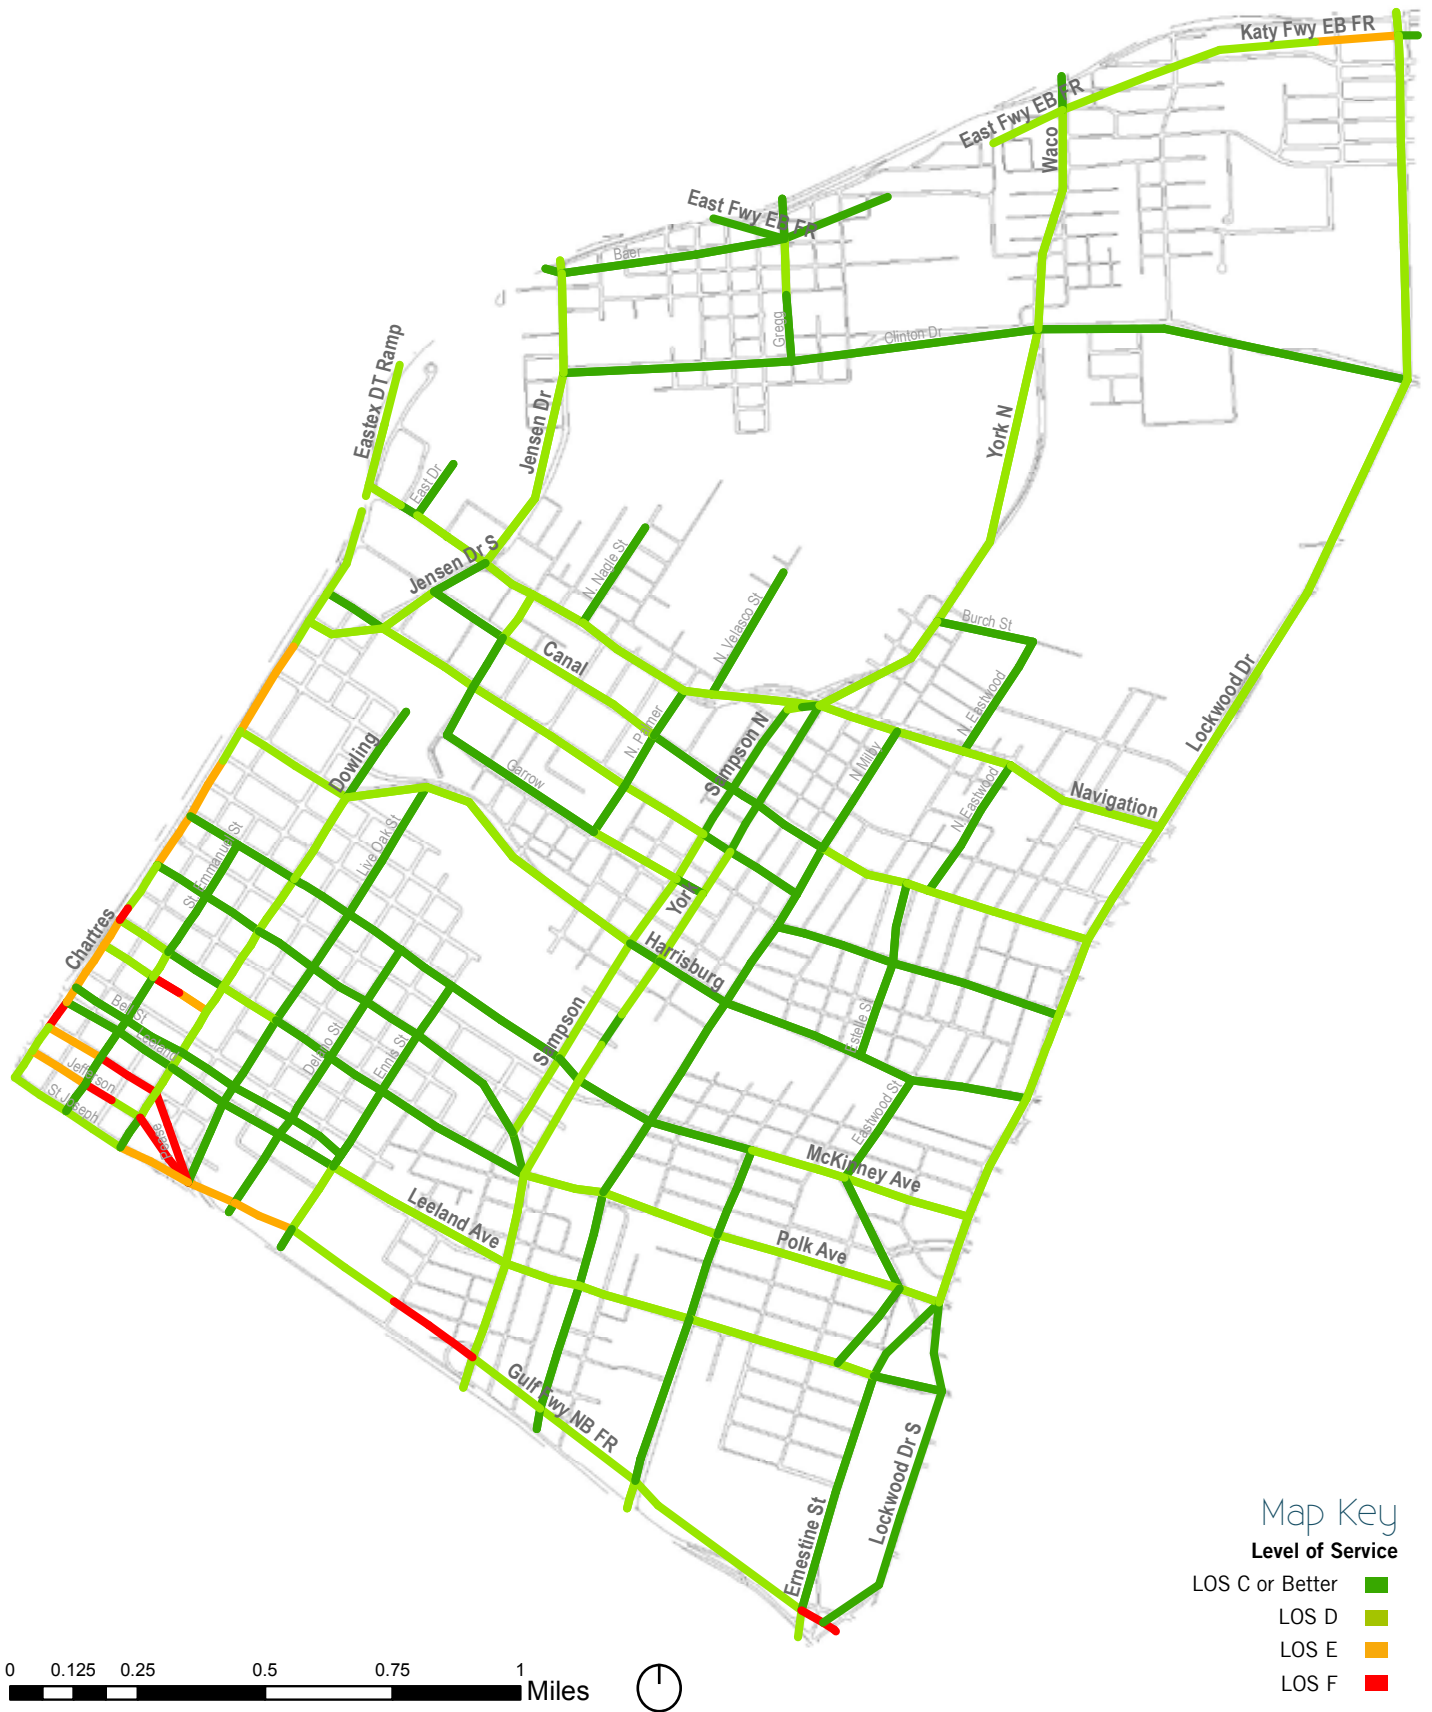 Katy Fwy EB FR
East Fwy EB FR
Waco
East Fwy EB FR
Baer
Gregg
Clinton Dr
Eastex DT Ramp
Jensen Dr
York N
East Dr
Jensen Dr S
N. Nagle St
N. Velasco St
Burch St
Canal
N. Eastwood
Lockwood Dr
N. Palmer
Sampson N
N Milby
Dowling
Garrow
N. Eastwood
Navigation
Live Oak St
St. Emmanuel St
York
Chartres
Harrisburg
Bell St
Leeland
Sampson
Estelle St
Delano St
Ennis St
Jefferson
St Joseph
Pease
Eastwood St
McKinney Ave
Leeland Ave
Polk Ave
Gulf Fwy NB FR
Lockwood Dr S
Ernestine St
Map Key
Level of Service
LOS C or Better
LOS D
LOS E
LOS F
0 0.125 0.25 0.5 0.75 1
Miles